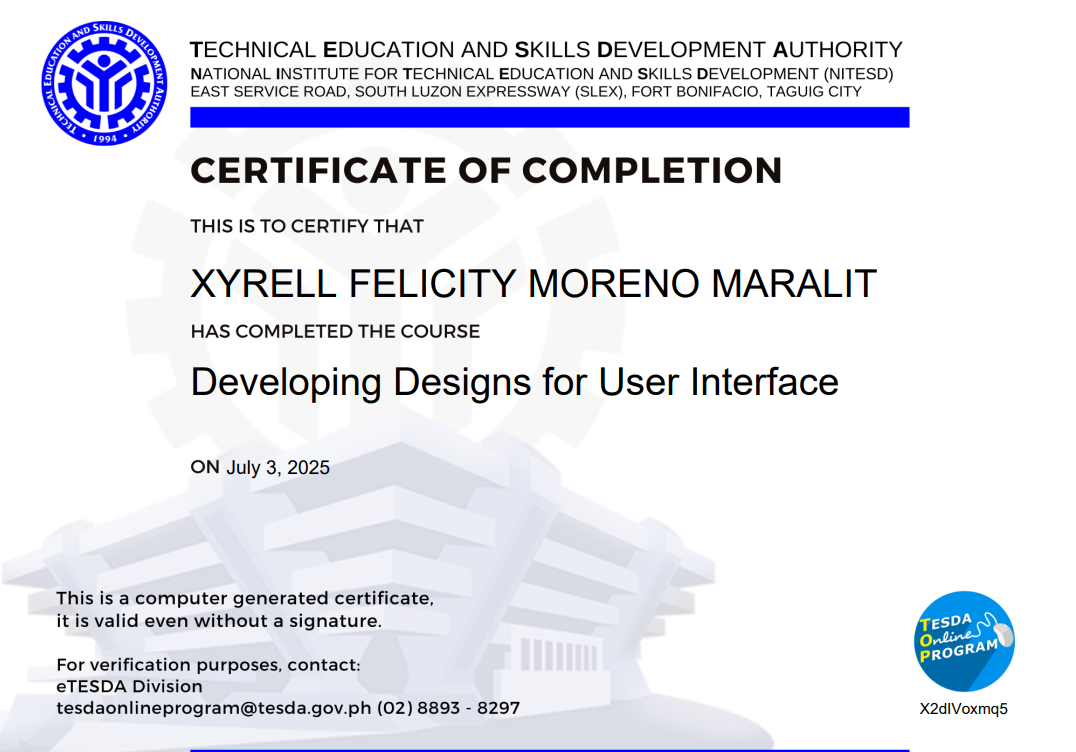 TECHNICAL EDUCATION AND SKILLS DEVELOPMENT AUTHORITY
• 1994 •
TECHNICAL EDUCATION AND SKILLS DEVELOPMENT AUTHORITY
NATIONAL INSTITUTE FOR TECHNICAL EDUCATION AND SKILLS DEVELOPMENT (NITESD)
EAST SERVICE ROAD, SOUTH LUZON EXPRESSWAY (SLEX), FORT BONIFACIO, TAGUIG CITY
CERTIFICATE OF COMPLETION
THIS IS TO CERTIFY THAT
XYRELL FELICITY MORENO MARALIT
HAS COMPLETED THE COURSE
Developing Designs for User Interface
ON July 3, 2025
This is a computer generated certificate,
it is valid even without a signature.
For verification purposes, contact:
eTESDA Division
tesdaonlineprogram@tesda.gov.ph (02) 8893 - 8297
TESDA
Online
PROGRAM
X2dIVoxmq5